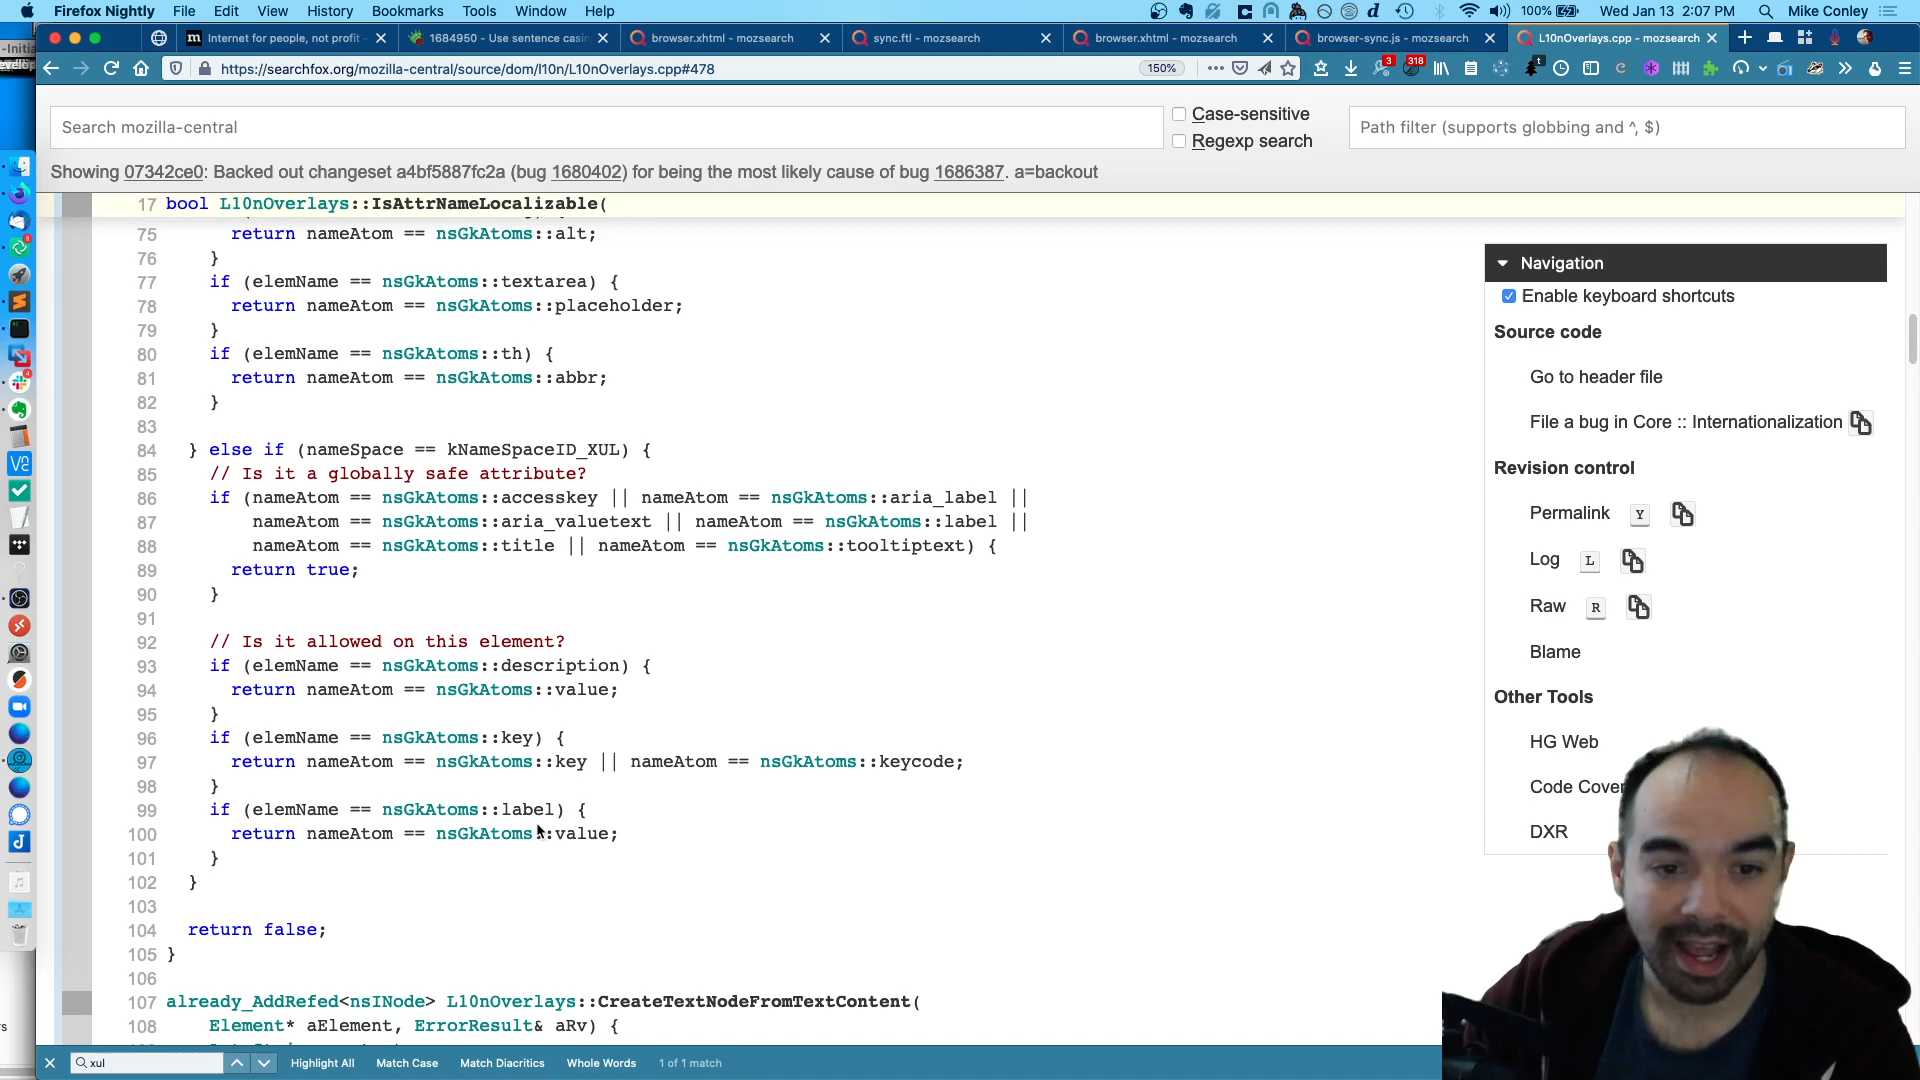 Firefox Nightly File Edit View History Bookmarks Tools Window Help 100% Wed Jan 13 2:07 PM Mike Conley
Internet for people, not profit - 1684950 - Use sentence casin browser.xhtml - mozsearch sync.ftl - mozsearch browser.xhtml - mozsearch browser-sync.js - mozsearch L10nOverlays.cpp - mozsearch
https://searchfox.org/mozilla-central/source/dom/l10n/L10nOverlays.cpp#478 150% 3 318
Search mozilla-central
Case-sensitive
Regexp search
Path filter (supports globbing and ^, $)
Showing 07342ce0: Backed out changeset a4bf5887fc2a (bug 1680402) for being the most likely cause of bug 1686387. a=backout
17 bool L10nOverlays::IsAttrNameLocalizable(
75 return nameAtom == nsGkAtoms::alt;
76 }
77 if (elemName == nsGkAtoms::textarea) {
78 return nameAtom == nsGkAtoms::placeholder;
79 }
80 if (elemName == nsGkAtoms::th) {
81 return nameAtom == nsGkAtoms::abbr;
82 }
83
84 } else if (nameSpace == kNameSpaceID_XUL) {
85 // Is it a globally safe attribute?
86 if (nameAtom == nsGkAtoms::accesskey || nameAtom == nsGkAtoms::aria_label ||
87 nameAtom == nsGkAtoms::aria_valuetext || nameAtom == nsGkAtoms::label ||
88 nameAtom == nsGkAtoms::title || nameAtom == nsGkAtoms::tooltiptext) {
89 return true;
90 }
91
92 // Is it allowed on this element?
93 if (elemName == nsGkAtoms::description) {
94 return nameAtom == nsGkAtoms::value;
95 }
96 if (elemName == nsGkAtoms::key) {
97 return nameAtom == nsGkAtoms::key || nameAtom == nsGkAtoms::keycode;
98 }
99 if (elemName == nsGkAtoms::label) {
100 return nameAtom == nsGkAtoms::value;
101 }
102 }
103
104 return false;
105 }
106
107 already_AddRefed<nsINode> L10nOverlays::CreateTextNodeFromTextContent(
108 Element* aElement, ErrorResult& aRv) {
Navigation
Enable keyboard shortcuts
Source code
Go to header file
File a bug in Core :: Internationalization
Revision control
Permalink Y
Log L
Raw R
Blame
Other Tools
HG Web
Code Cover
DXR
xul Highlight All Match Case Match Diacritics Whole Words 1 of 1 match